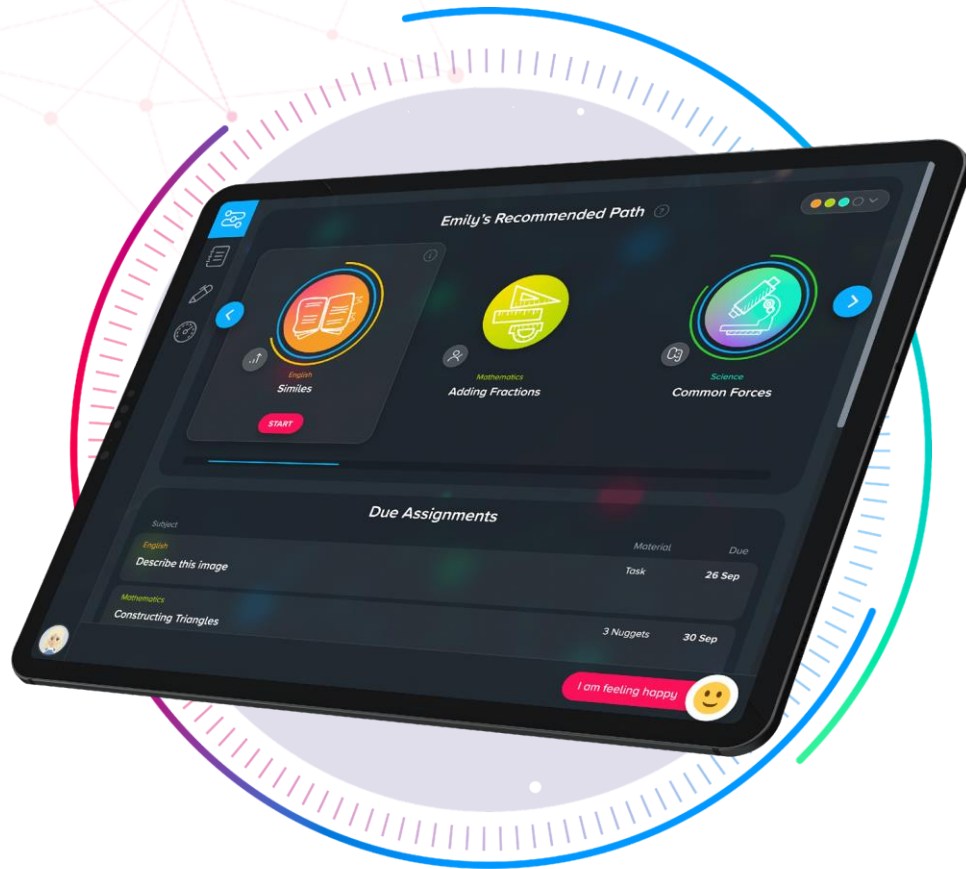 Emily's Recommended Path
English
Similes
START
Mathematics
Adding Fractions
Science
Common Forces
Due Assignments
Subject Material Due
English
Describe this image Task 26 Sep
Mathematics
Constructing Triangles 3 Nuggets 30 Sep
I am feeling happy